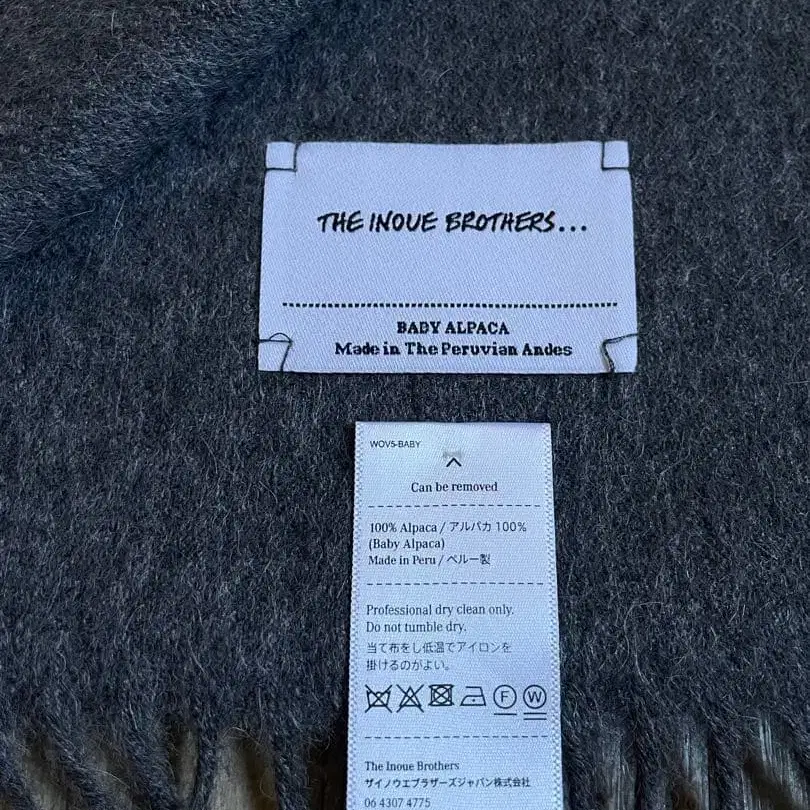 THE INOUE BROTHERS...
BABY ALPACA
Made in The Peruvian Andes
WOV5-BABY
Can be removed
100% Alpaca / アルパカ 100%
(Baby Alpaca)
Made in Peru / ペルー製
Professional dry clean only.
Do not tumble dry.
当て布をし低温でアイロンを
掛けるのがよい。
F W
The Inoue Brothers
ザイノウエブラザーズジャパン株式会社
06 4307 4775